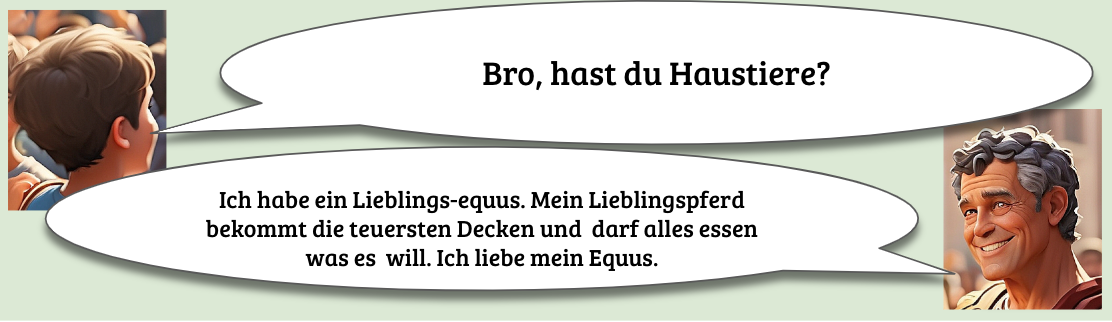 Bro, hast du Haustiere?
Ich habe ein Lieblings-equus. Mein Lieblingspferd
bekommt die teuersten Decken und  darf alles essen
was es  will. Ich liebe mein Equus.